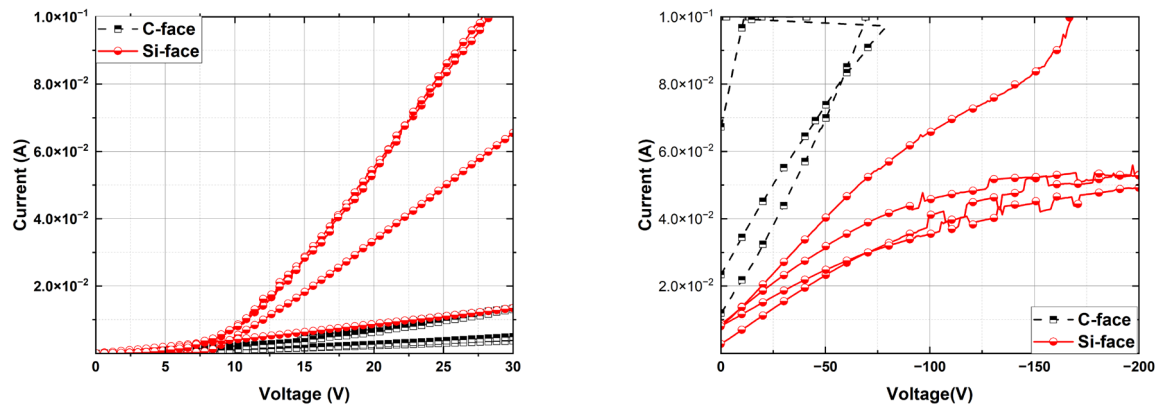 1.0×10⁻¹
8.0×10⁻²
6.0×10⁻²
4.0×10⁻²
2.0×10⁻²
Current (A)
C-face
Si-face
0
5
10
15
20
25
30
Voltage (V)
1.0×10⁻¹
8.0×10⁻²
6.0×10⁻²
4.0×10⁻²
2.0×10⁻²
Current (A)
C-face
Si-face
0
−50
−100
−150
−200
Voltage(V)